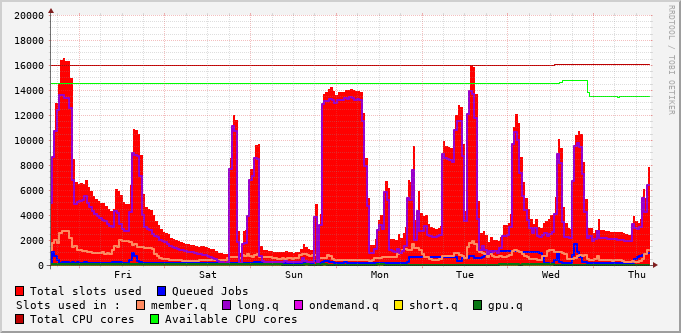 20000
18000
16000
14000
12000
10000
8000
6000
4000
2000
0
Fri Sat Sun Mon Tue Wed Thu
RRDTOOL / TOBI OETIKER
Total slots used Queued Jobs
Slots used in : member.q long.q ondemand.q short.q gpu.q
Total CPU cores Available CPU cores